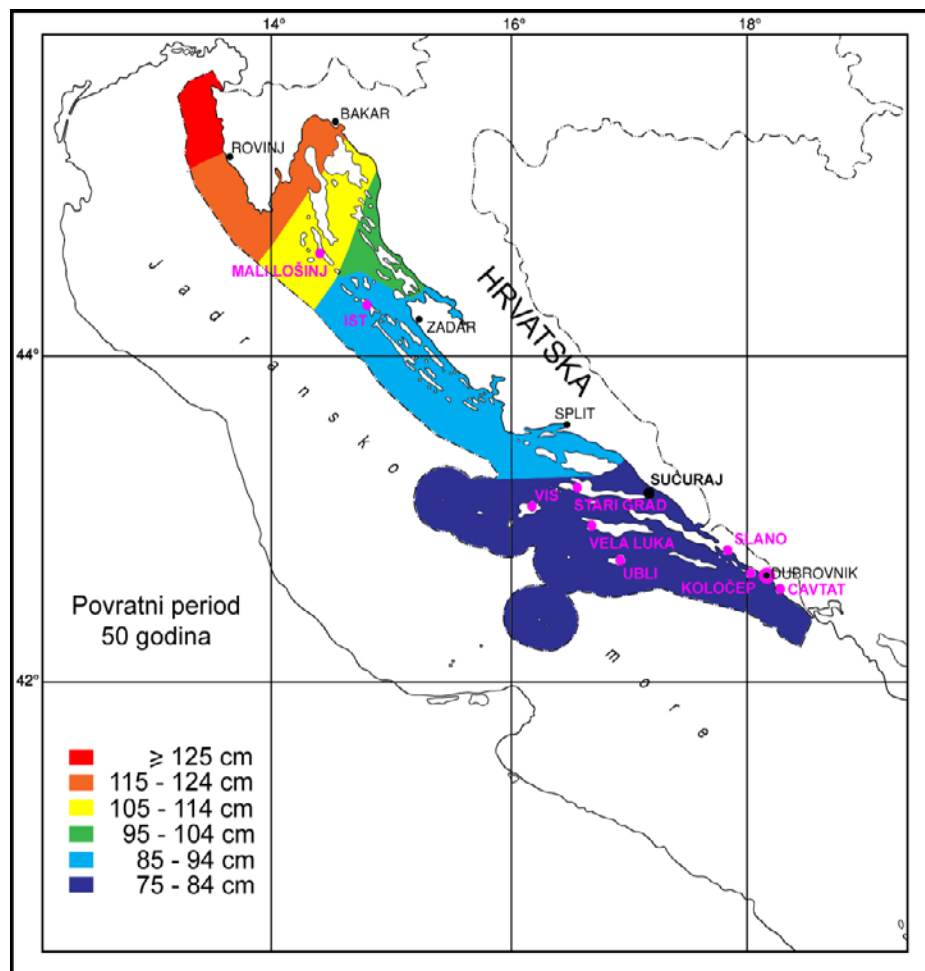 14°
16°
18°
BAKAR
ROVINJ
MALI LOŠINJ
IST
ZADAR
HRVATSKA
44°
SPLIT
SUĆURAJ
VIS
STARI GRAD
VELA LUKA
SLANO
UBLI
KOLOČEP
DUBROVNIK
CAVTAT
Jadransko more
Povratni period
50 godina
42°
⩾ 125 cm
115 - 124 cm
105 - 114 cm
95 - 104 cm
85 - 94 cm
75 - 84 cm